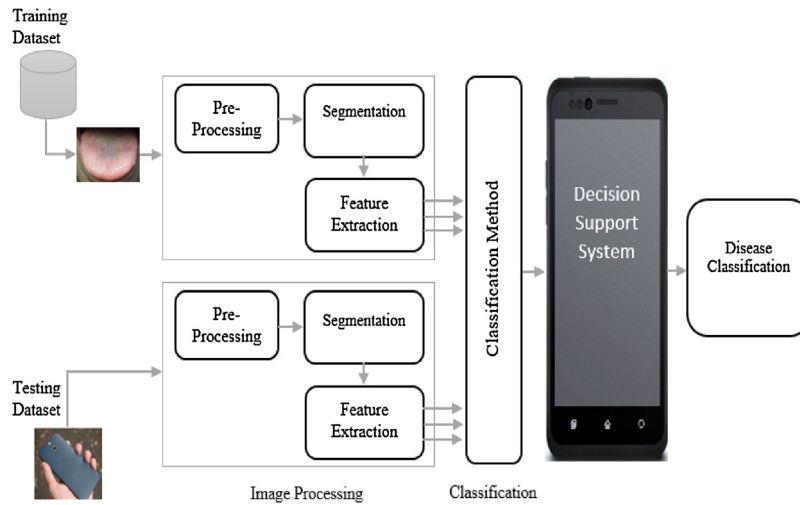 Training
Dataset
Pre-
Processing
Segmentation
Feature
Extraction
Pre-
Processing
Segmentation
Feature
Extraction
Testing
Dataset
Image Processing
Classification Method
Classification
Decision
Support
System
Disease
Classification